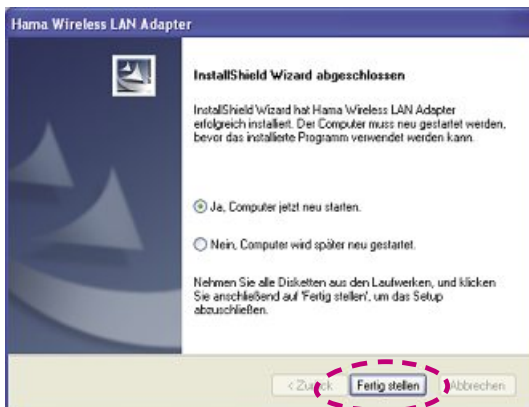 Hama Wireless LAN Adapter
InstallShield Wizard abgeschlossen
InstallShield Wizard hat Hama Wireless LAN Adapter
erfolgreich installiert. Der Computer muss neu gestartet werden,
bevor das installierte Programm verwendet werden kann.
Ja, Computer jetzt neu starten.
Nein, Computer wird später neu gestartet.
Nehmen Sie alle Disketten aus den Laufwerken, und klicken
Sie anschließend auf 'Fertig stellen', um das Setup
abzuschließen.
< Zurück Fertig stellen Abbrechen